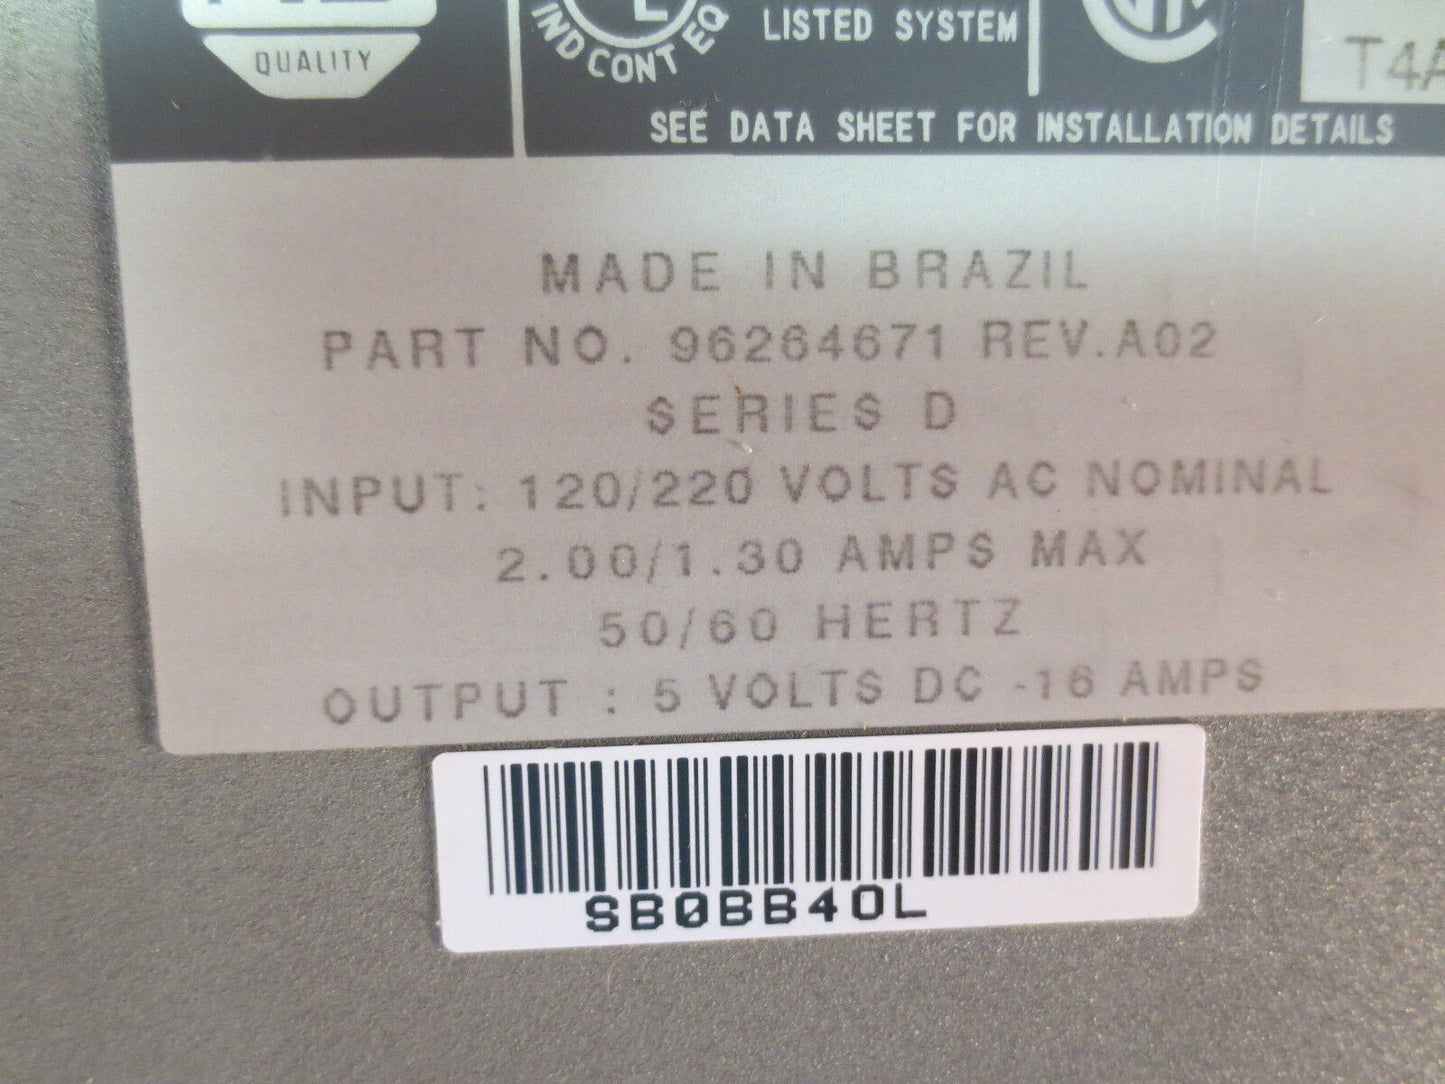 QUALITY
IND CONT EQ
LISTED SYSTEM
T4A
SEE DATA SHEET FOR INSTALLATION DETAILS
MADE IN BRAZIL
PART NO. 96264671 REV.A02
SERIES D
INPUT: 120/220 VOLTS AC NOMINAL
2.00/1.30 AMPS MAX
50/60 HERTZ
OUTPUT : 5 VOLTS DC -16 AMPS
SB0BB40L